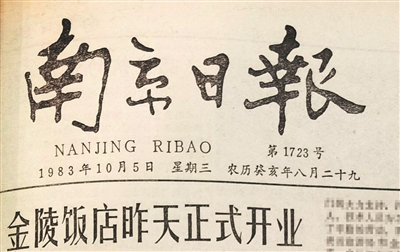 南京日報
NANJING RIBAO 第1723号
1983年10月5日 星期三 农历癸亥年八月二十九
金陵饭店昨天正式开业